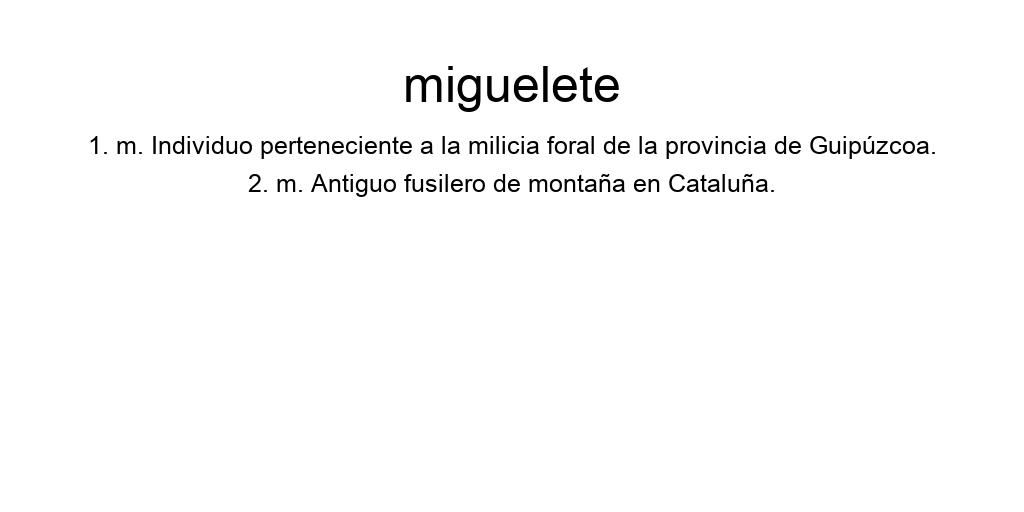 miguelete
1. m. Individuo perteneciente a la milicia foral de la provincia de Guipúzcoa.
2. m. Antiguo fusilero de montaña en Cataluña.